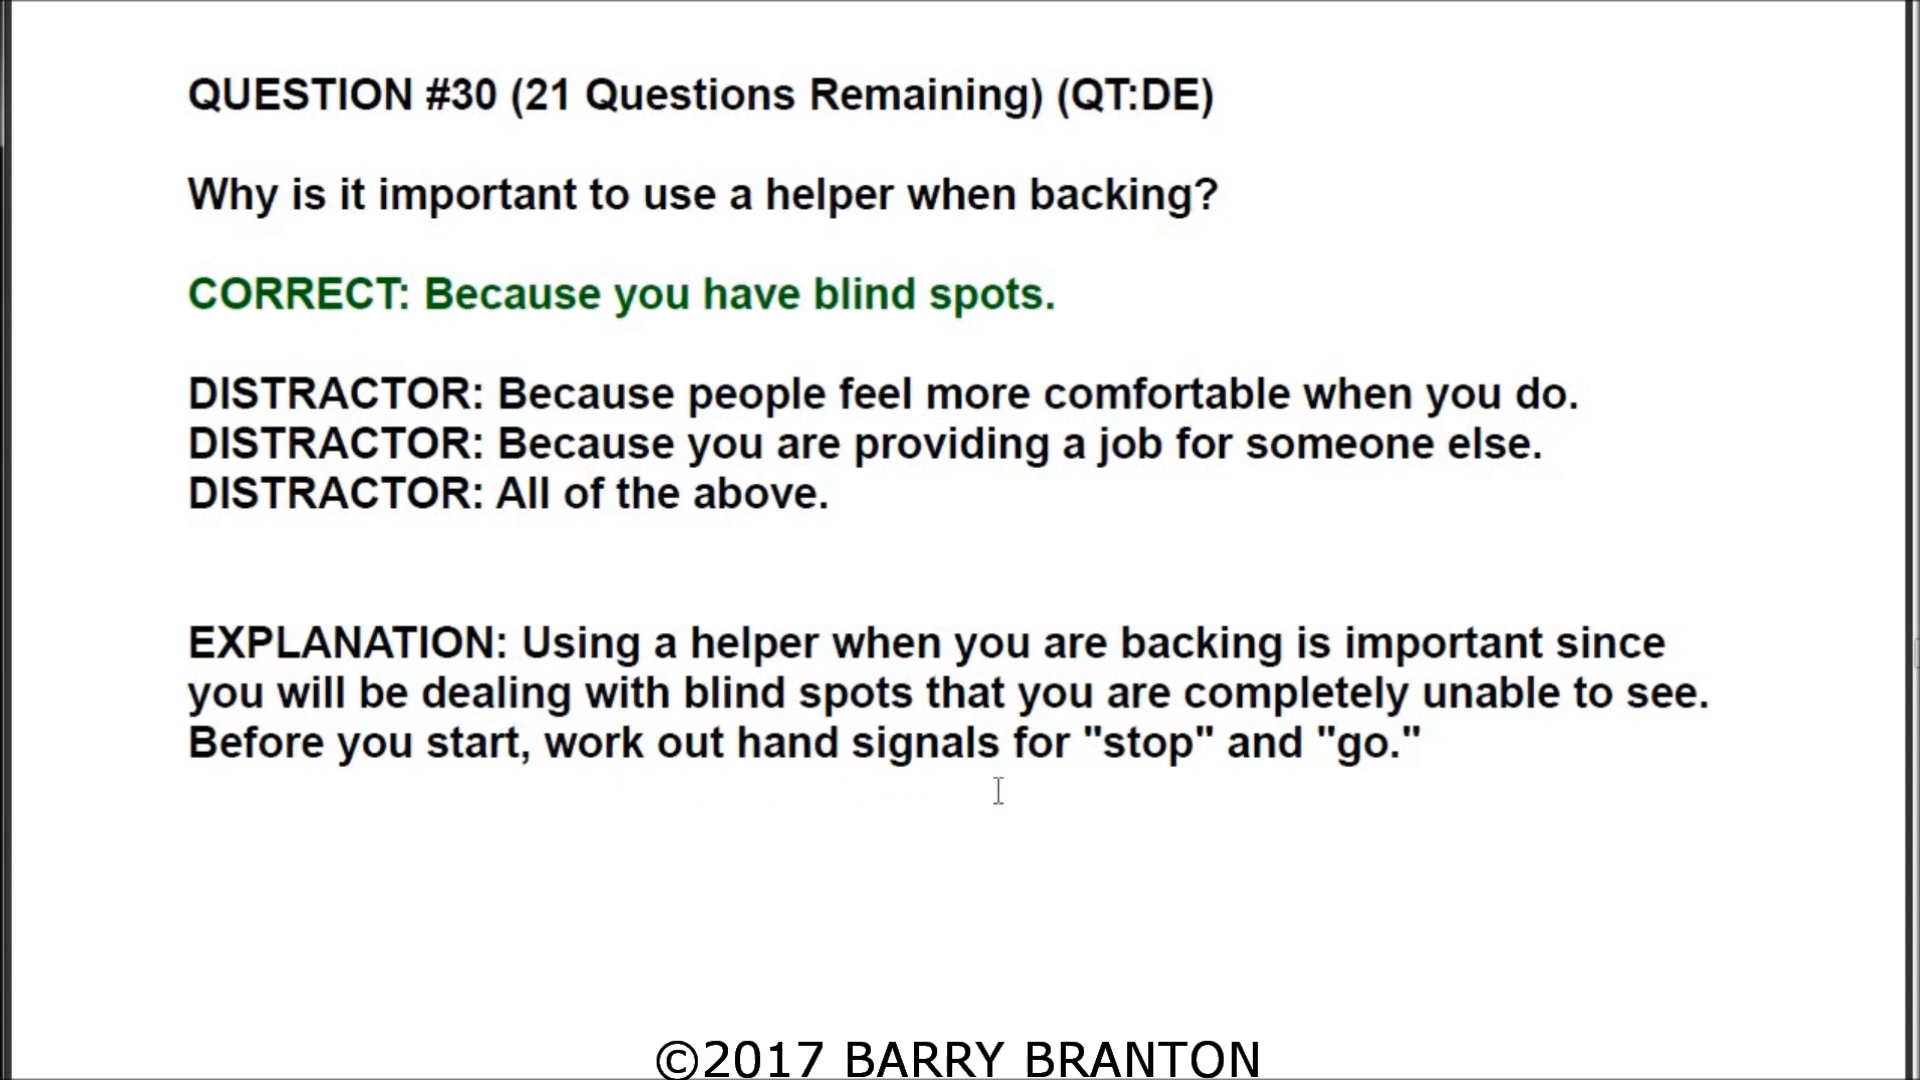 QUESTION #30 (21 Questions Remaining) (QT:DE)
Why is it important to use a helper when backing?
CORRECT: Because you have blind spots.
DISTRACTOR: Because people feel more comfortable when you do.
DISTRACTOR: Because you are providing a job for someone else.
DISTRACTOR: All of the above.
EXPLANATION: Using a helper when you are backing is important since
you will be dealing with blind spots that you are completely unable to see.
Before you start, work out hand signals for "stop" and "go."
©2017 BARRY BRANTON